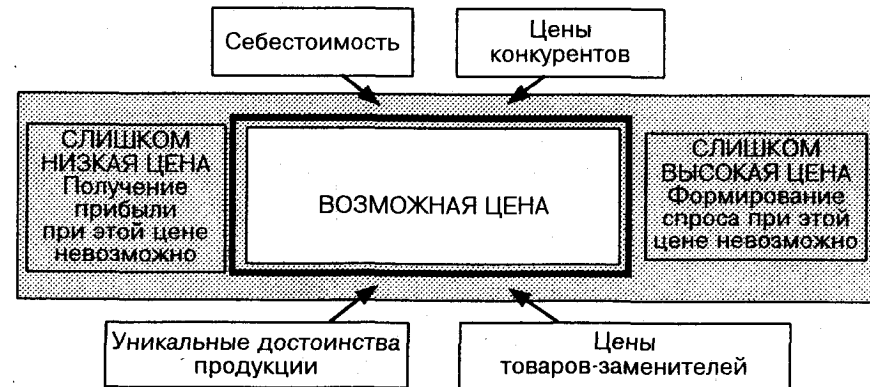 Себестоимость
Цены
конкурентов
СЛИШКОМ
НИЗКАЯ ЦЕНА
Получение
прибыли
при этой цене
невозможно
ВОЗМОЖНАЯ ЦЕНА
СЛИШКОМ
ВЫСОКАЯ ЦЕНА
Формирование
спроса при этой
цене невозможно
Уникальные достоинства
продукции
Цены
товаров-заменителей